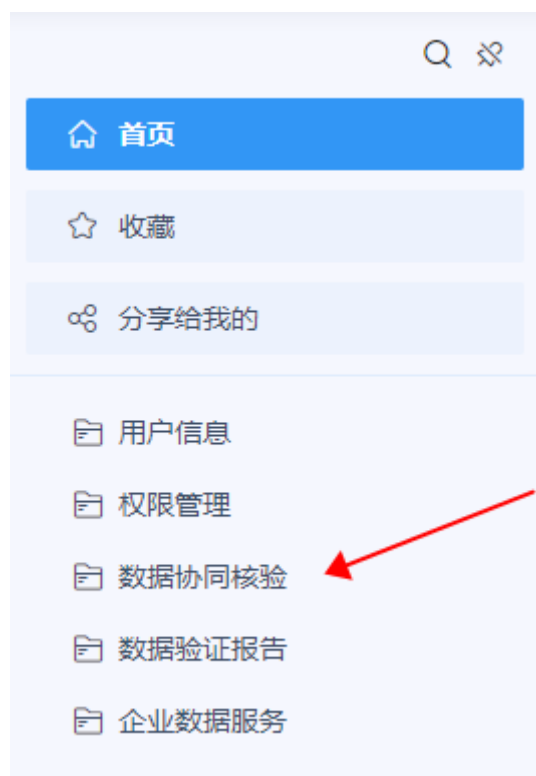 首页
收藏
分享给我的
用户信息
权限管理
数据协同核验
数据验证报告
企业数据服务